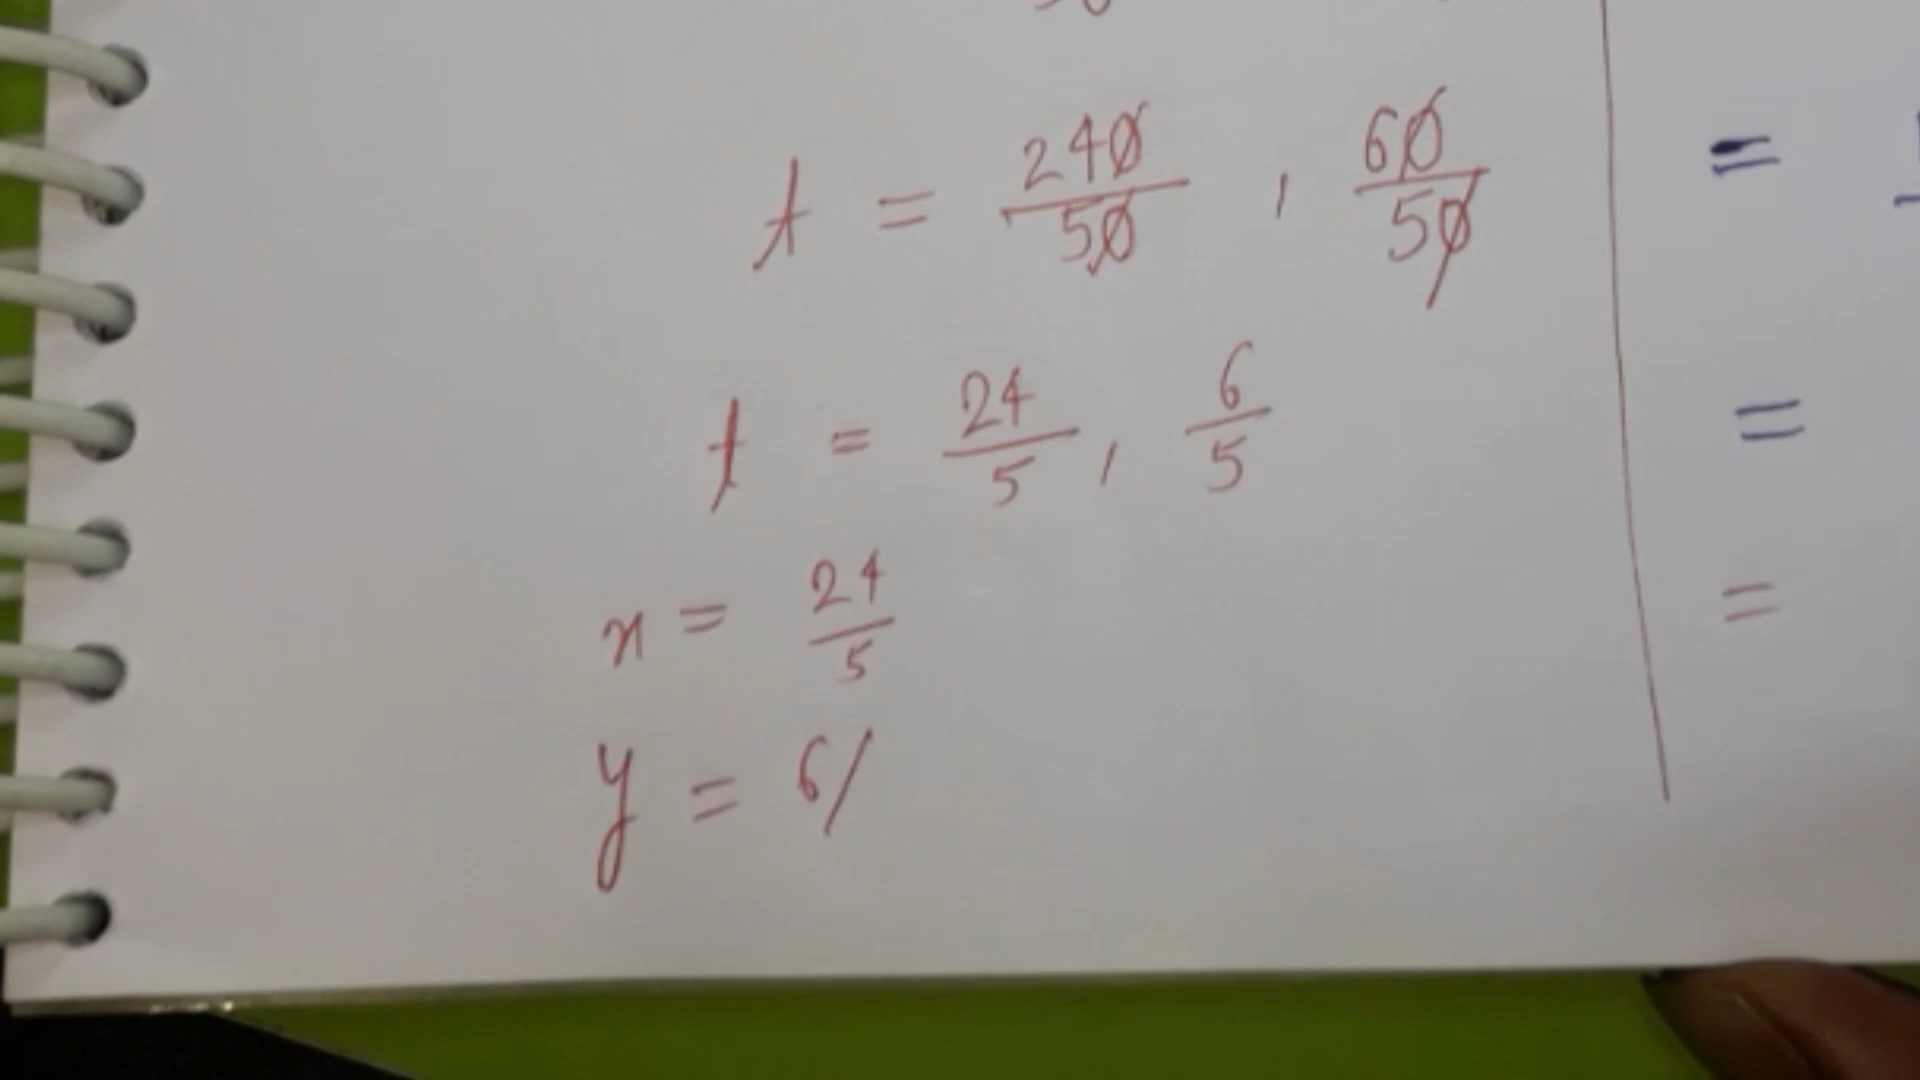 t = 240/50 , 60/50
t = 24/5 , 6/5
x = 24/5
y = 6/
=
=
=